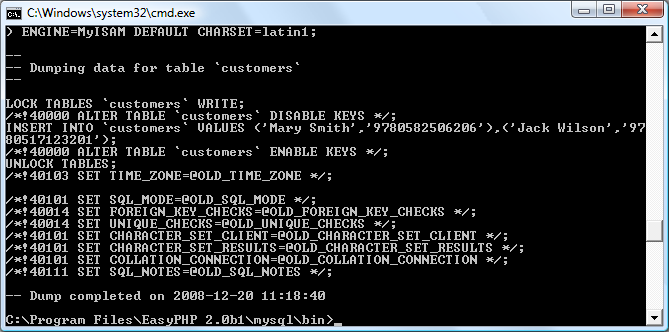 C:\Windows\system32\cmd.exe
) ENGINE=MyISAM DEFAULT CHARSET=latin1;
--
-- Dumping data for table `customers`
--
LOCK TABLES `customers` WRITE;
/*!40000 ALTER TABLE `customers` DISABLE KEYS */;
INSERT INTO `customers` VALUES ('Mary Smith','9780582506206'),('Jack Wilson','97
80517123201');
/*!40000 ALTER TABLE `customers` ENABLE KEYS */;
UNLOCK TABLES;
/*!40103 SET TIME_ZONE=@OLD_TIME_ZONE */;
/*!40101 SET SQL_MODE=@OLD_SQL_MODE */;
/*!40014 SET FOREIGN_KEY_CHECKS=@OLD_FOREIGN_KEY_CHECKS */;
/*!40014 SET UNIQUE_CHECKS=@OLD_UNIQUE_CHECKS */;
/*!40101 SET CHARACTER_SET_CLIENT=@OLD_CHARACTER_SET_CLIENT */;
/*!40101 SET CHARACTER_SET_RESULTS=@OLD_CHARACTER_SET_RESULTS */;
/*!40101 SET COLLATION_CONNECTION=@OLD_COLLATION_CONNECTION */;
/*!40111 SET SQL_NOTES=@OLD_SQL_NOTES */;
-- Dump completed on 2008-12-20 11:18:40
C:\Program Files\EasyPHP 2.0b1\mysql\bin>_